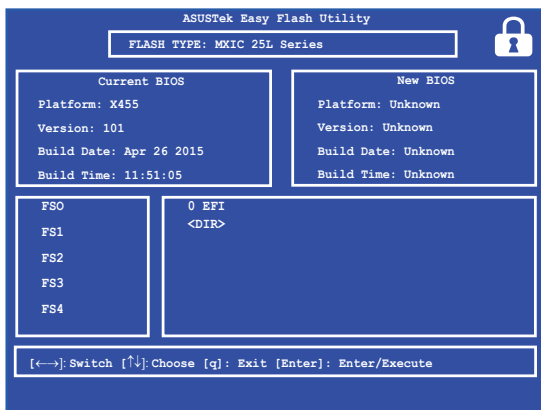 ASUSTek Easy Flash Utility
FLASH TYPE: MXIC 25L Series
Current BIOS
Platform: X455
Version: 101
Build Date: Apr 26 2015
Build Time: 11:51:05
New BIOS
Platform: Unknown
Version: Unknown
Build Date: Unknown
Build Time: Unknown
FSO
FS1
FS2
FS3
FS4
0 EFI
<DIR>
[←→]: Switch [↑↓]: Choose [q]: Exit [Enter]: Enter/Execute